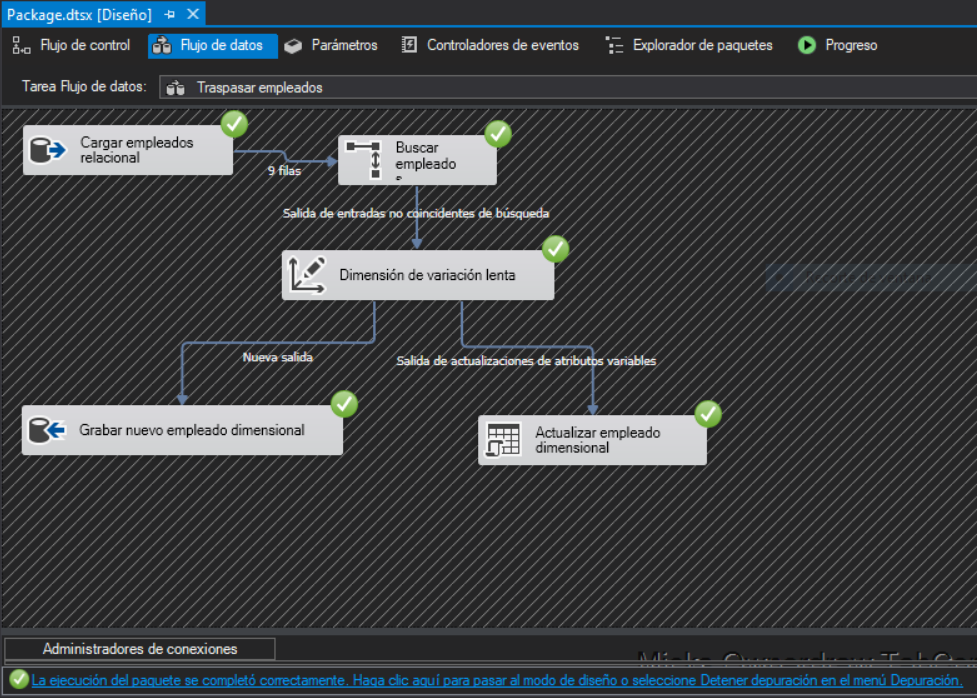 Package.dtsx [Diseño]
Flujo de control
Flujo de datos
Parámetros
Controladores de eventos
Explorador de paquetes
Progreso
Tarea Flujo de datos:
Traspasar empleados
Cargar empleados
relacional
9 filas
Buscar
empleado
Salida de entradas no coincidentes de búsqueda
Dimensión de variación lenta
Nueva salida
Salida de actualizaciones de atributos variables
Grabar nuevo empleado dimensional
Actualizar empleado
dimensional
Administradores de conexiones
La ejecución del paquete se completó correctamente. Haga clic aquí para pasar al modo de diseño o seleccione Detener depuración en el menú Depuración.